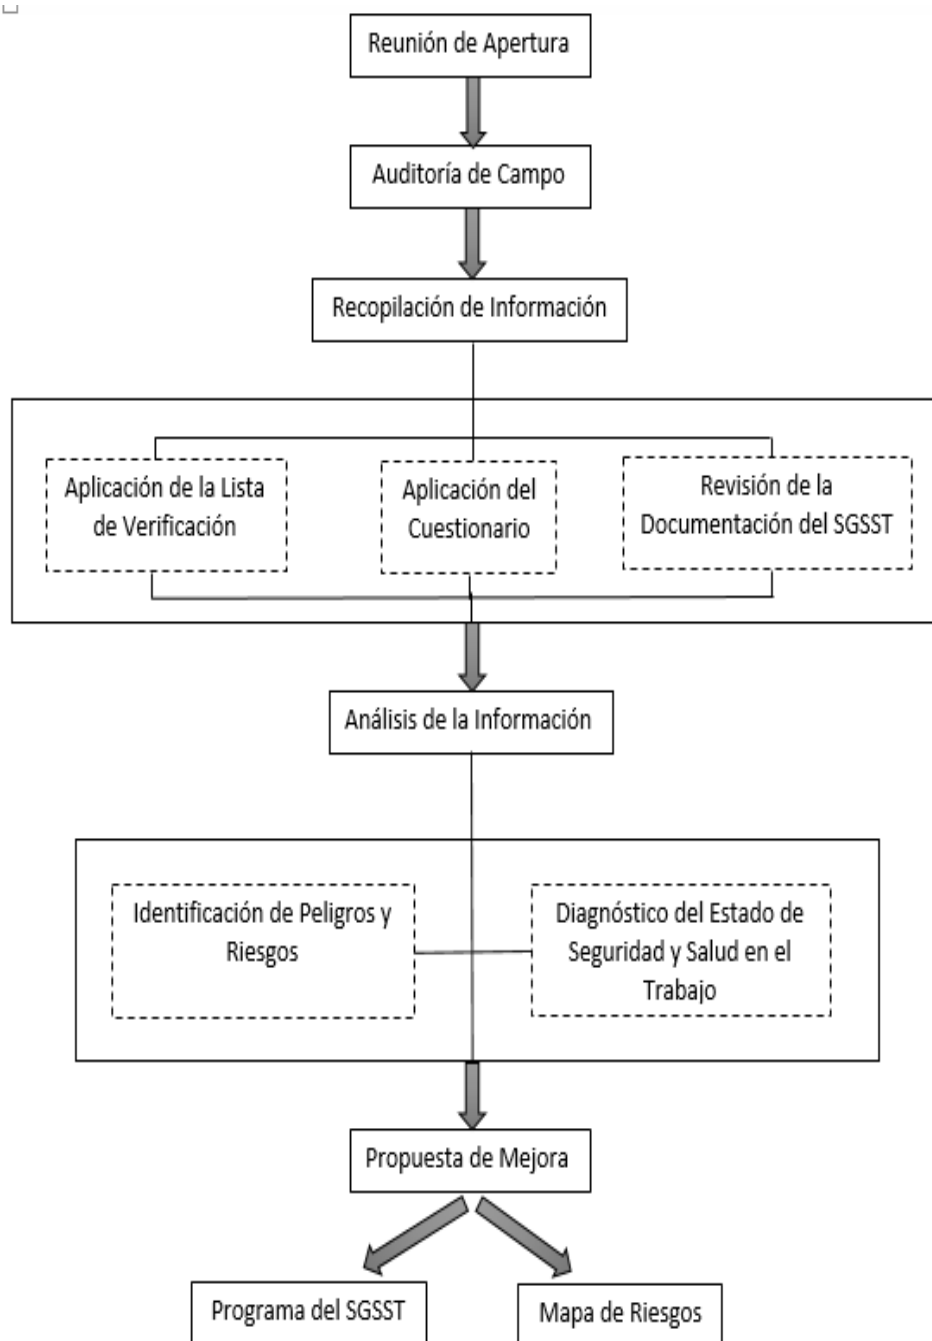 Reunión de Apertura
Auditoría de Campo
Recopilación de Información
Aplicación de la Lista
de Verificación
Aplicación del
Cuestionario
Revisión de la
Documentación del SGSST
Análisis de la Información
Identificación de Peligros y
Riesgos
Diagnóstico del Estado de
Seguridad y Salud en el
Trabajo
Propuesta de Mejora
Programa del SGSST
Mapa de Riesgos